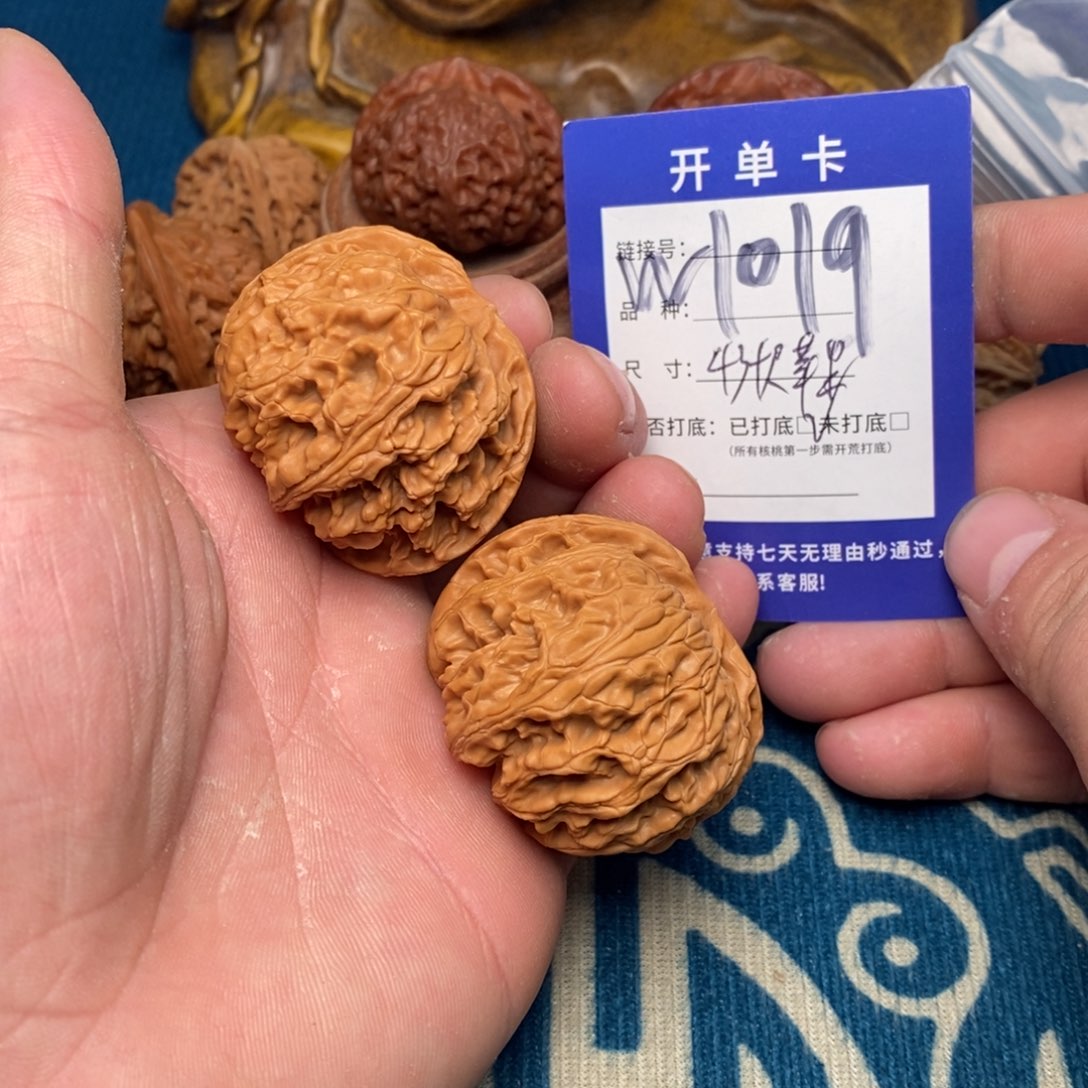 开单卡
链接号： W1019
品 种：
尺 寸：
否打底：已打底□未打底□
（所有核桃第一步需开荒打底）
支持七天无理由秒通过，
系客服!